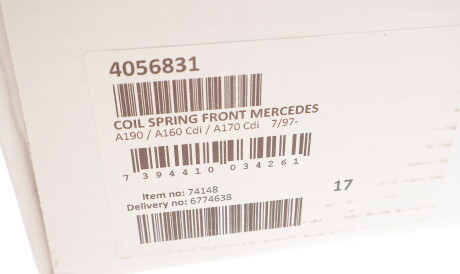 4056831
COIL SPRING FRONT MERCEDES
A190 / A160 Cdi / A170 Cdi 7/97-
7 394410 034261
Item no: 74148
Delivery no: 6774638
17